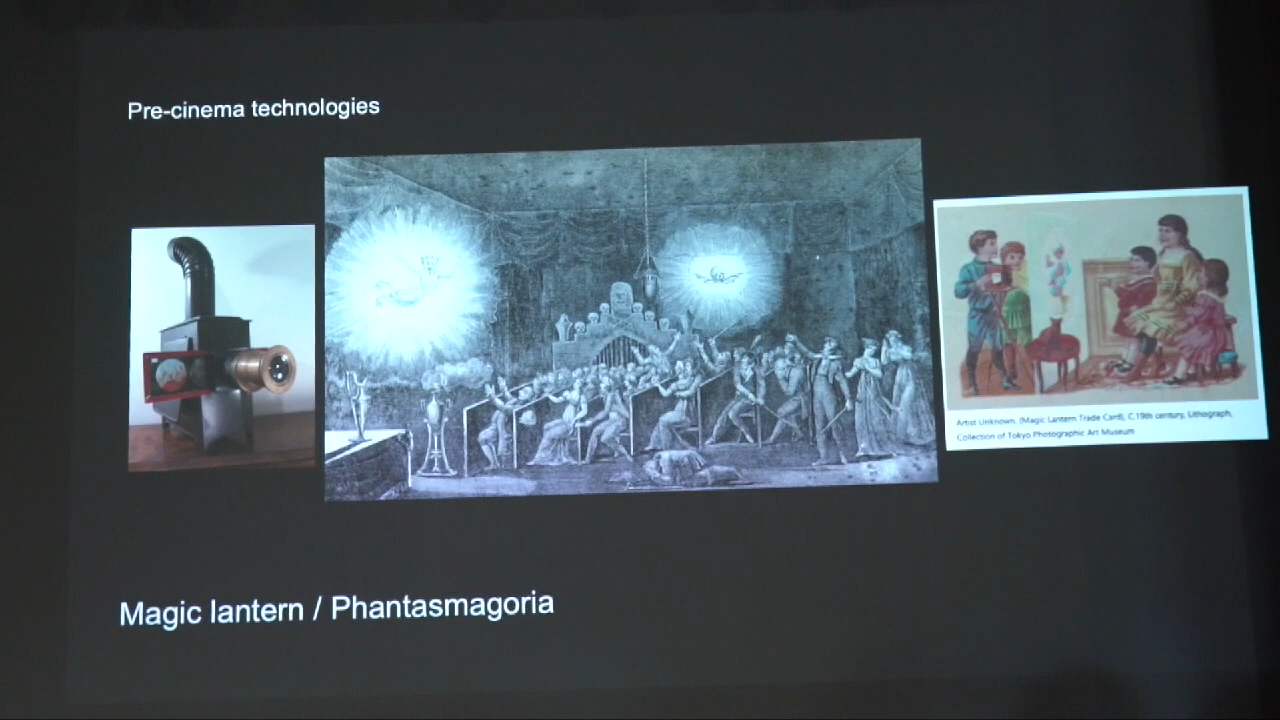 Pre-cinema technologies
Artist Unknown, (Magic Lantern Trade Card), C.19th century, Lithograph,
Collection of Tokyo Photographic Art Museum
Magic lantern / Phantasmagoria